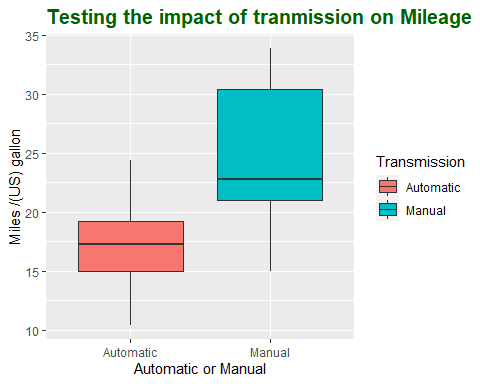 Testing the impact of tranmission on Mileage
35
30
25
20
15
10
Miles /(US) gallon
Automatic
Manual
Automatic or Manual
Transmission
Automatic
Manual